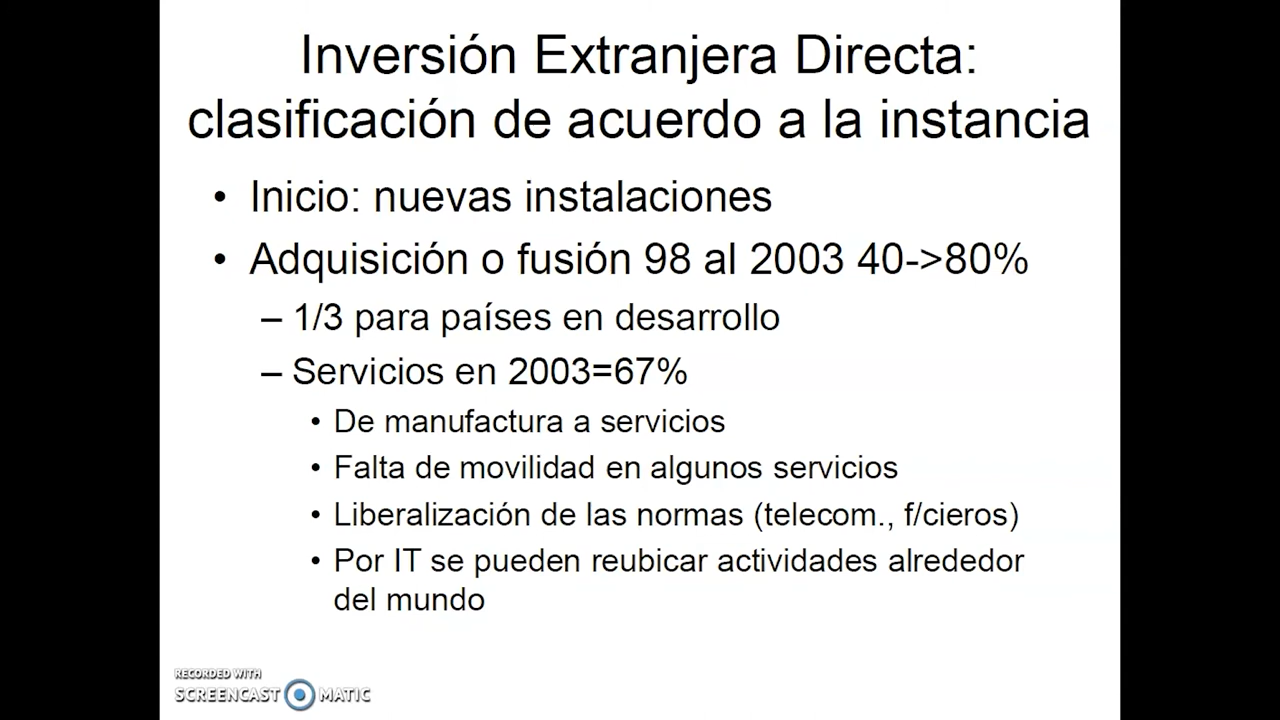 Inversión Extranjera Directa:
clasificación de acuerdo a la instancia
• Inicio: nuevas instalaciones
• Adquisición o fusión 98 al 2003 40->80%
– 1/3 para países en desarrollo
– Servicios en 2003=67%
• De manufactura a servicios
• Falta de movilidad en algunos servicios
• Liberalización de las normas (telecom., f/cieros)
• Por IT se pueden reubicar actividades alrededor
del mundo
RECORDED WITH
SCREENCAST MATIC